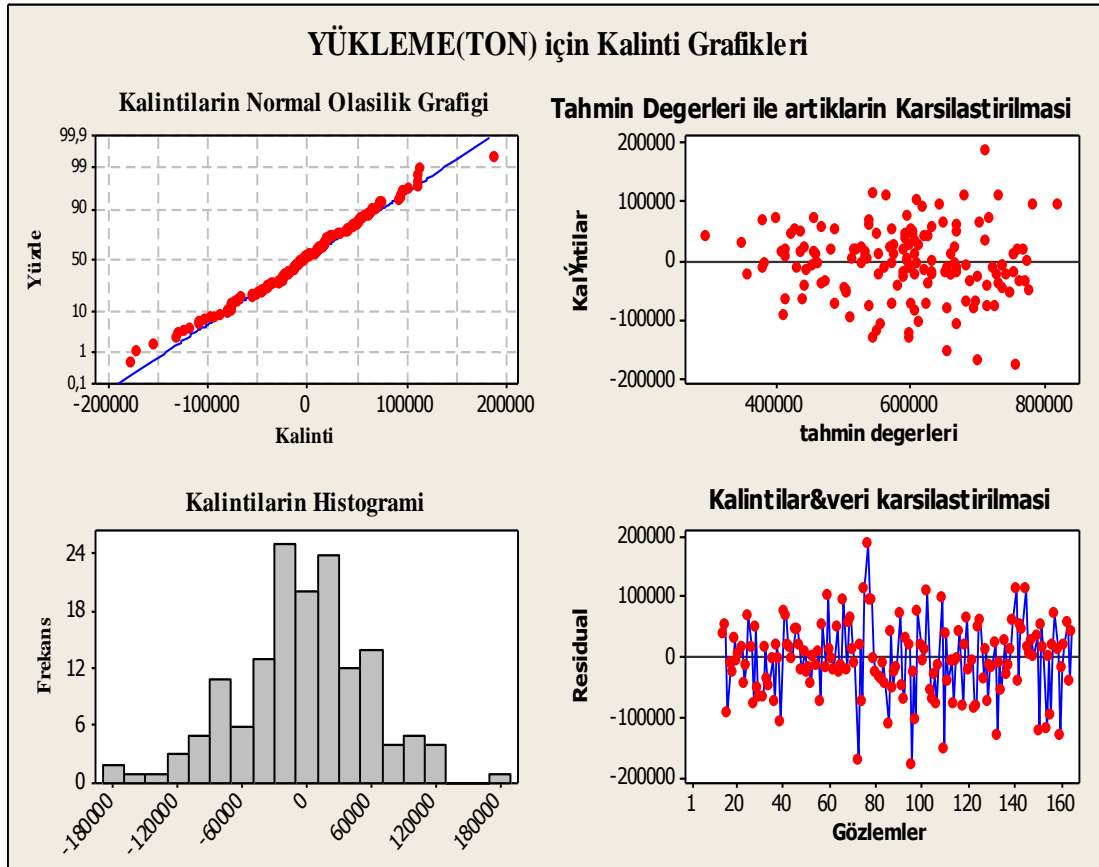 YÜKLEME(TON) için Kalinti Grafikleri
Kalintilarin Normal Olasilik Grafigi
Yüzde
99,9
99
90
50
10
1
0,1
-200000 -100000 0 100000 200000
Kalinti
Tahmin Degerleri ile artiklarin Karsilastirilmasi
KalÝntilar
200000
100000
0
-100000
-200000
400000 600000 800000
tahmin degerleri
Kalintilarin Histogrami
Frekans
24
18
12
6
0
-180000 -120000 -60000 0 60000 120000 180000
Kalintilar&veri karsilastirilmasi
Residual
200000
100000
0
-100000
-200000
1 20 40 60 80 100 120 140 160
Gözlemler